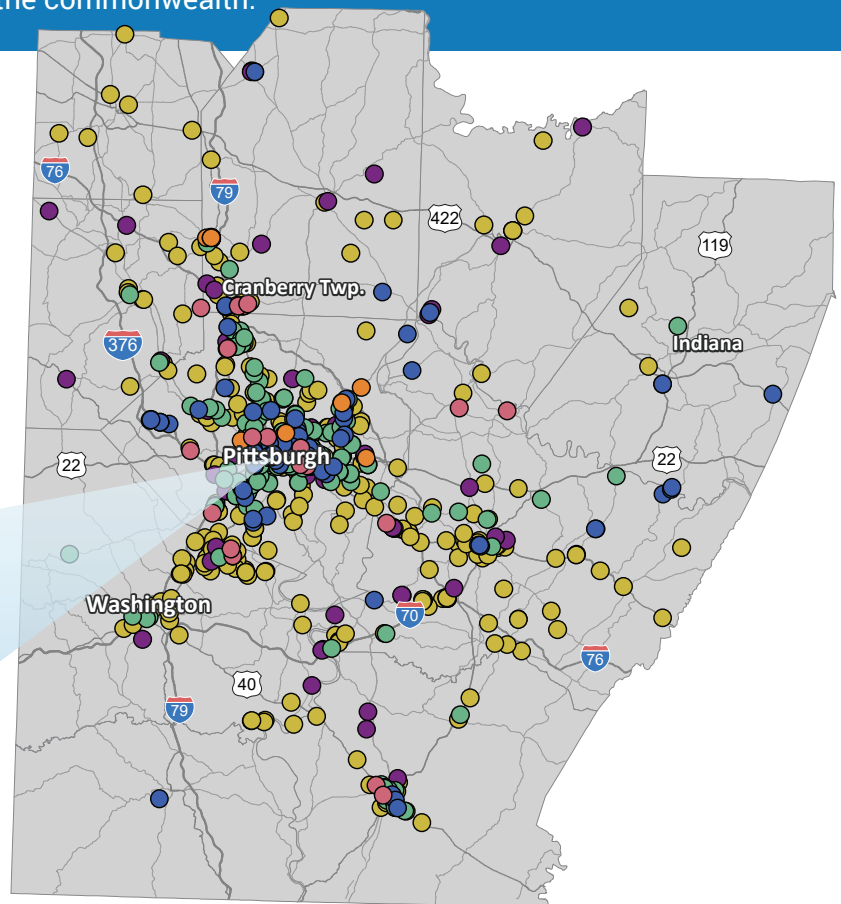 the commonwealth.
76
79
422
119
Cranberry Twp.
376
Indiana
22
Pittsburgh
22
Washington
70
76
40
79